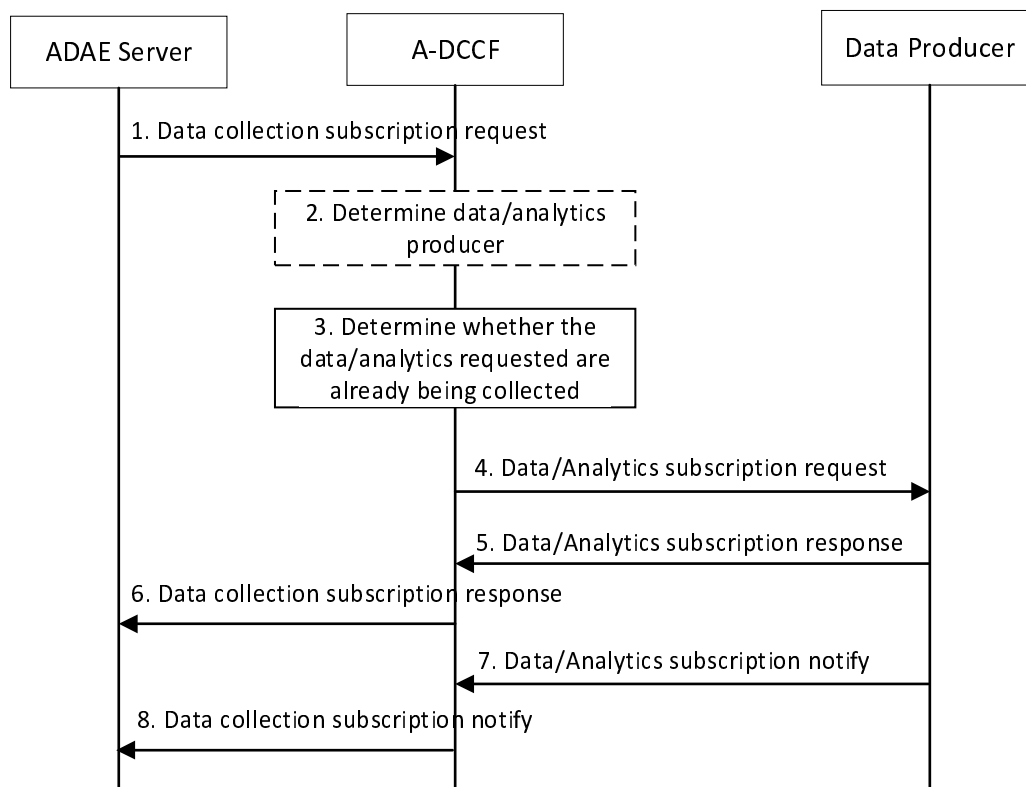 ADAE Server
A-DCCF
Data Producer
1. Data collection subscription request
2. Determine data/analytics
producer
3. Determine whether the
data/analytics requested are
already being collected
4. Data/Analytics subscription request
5. Data/Analytics subscription response
6. Data collection subscription response
7. Data/Analytics subscription notify
8. Data collection subscription notify